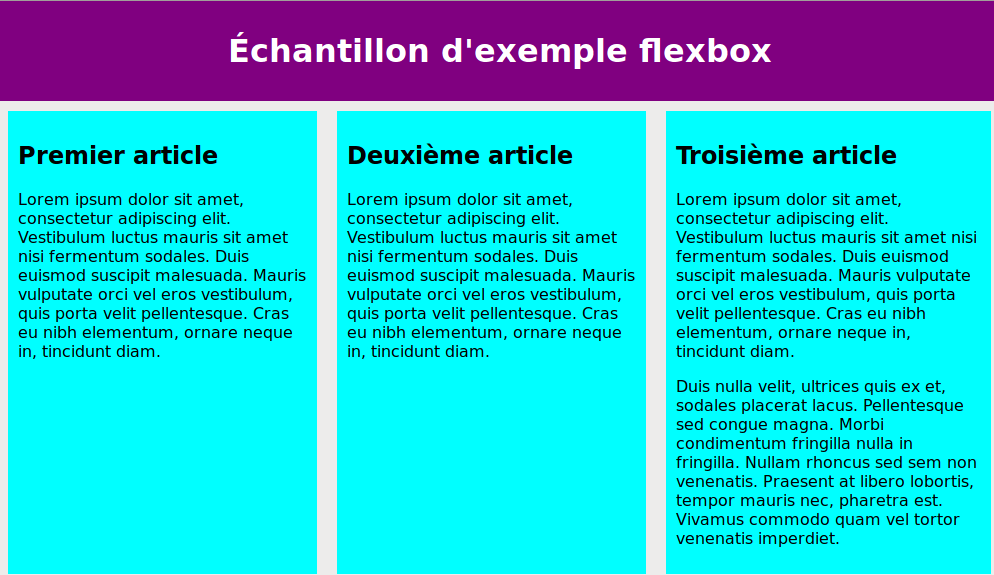 Échantillon d'exemple flexbox
Premier article
Lorem ipsum dolor sit amet,
consectetur adipiscing elit.
Vestibulum luctus mauris sit amet
nisi fermentum sodales. Duis
euismod suscipit malesuada. Mauris
vulputate orci vel eros vestibulum,
quis porta velit pellentesque. Cras
eu nibh elementum, ornare neque
in, tincidunt diam.
Deuxième article
Lorem ipsum dolor sit amet,
consectetur adipiscing elit.
Vestibulum luctus mauris sit amet
nisi fermentum sodales. Duis
euismod suscipit malesuada. Mauris
vulputate orci vel eros vestibulum,
quis porta velit pellentesque. Cras
eu nibh elementum, ornare neque
in, tincidunt diam.
Troisième article
Lorem ipsum dolor sit amet,
consectetur adipiscing elit.
Vestibulum luctus mauris sit amet nisi
fermentum sodales. Duis euismod
suscipit malesuada. Mauris vulputate
orci vel eros vestibulum, quis porta
velit pellentesque. Cras eu nibh
elementum, ornare neque in,
tincidunt diam.
Duis nulla velit, ultrices quis ex et,
sodales placerat lacus. Pellentesque
sed congue magna. Morbi
condimentum fringilla nulla in
fringilla. Nullam rhoncus sed sem non
venenatis. Praesent at libero lobortis,
tempor mauris nec, pharetra est.
Vivamus commodo quam vel tortor
venenatis imperdiet.